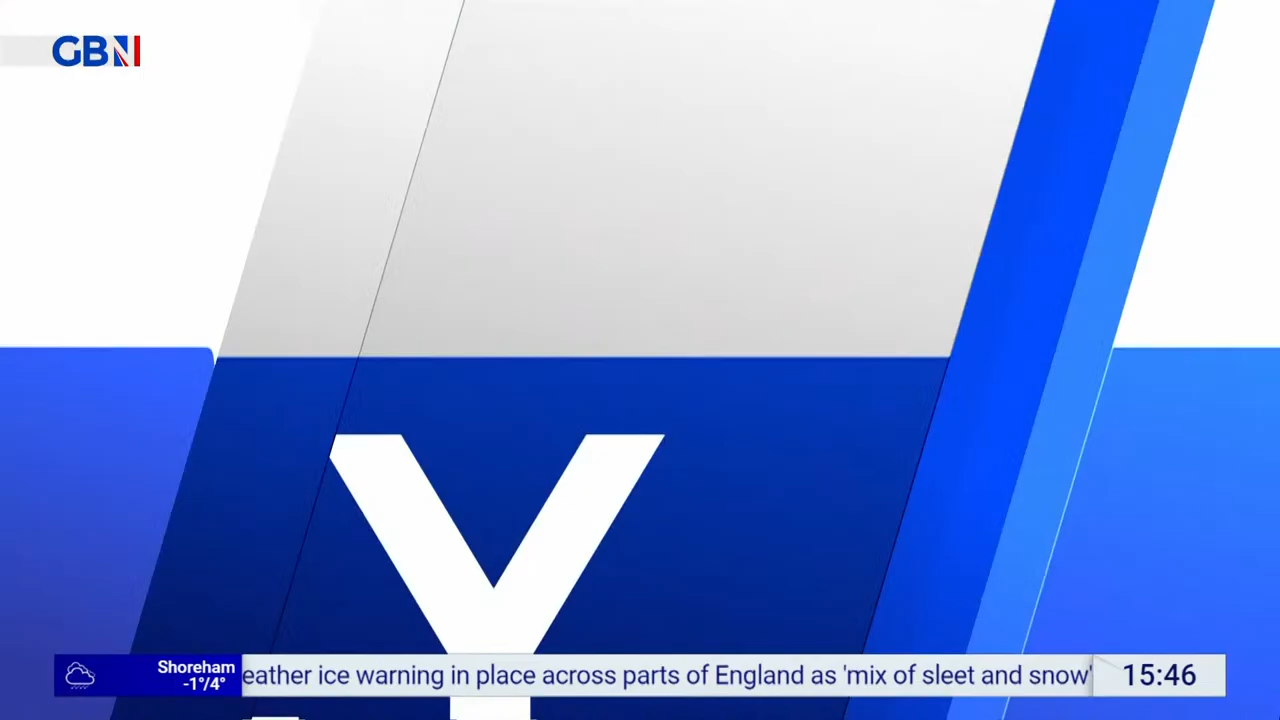 GBN
Y
Shoreham
-1°/4°
eather ice warning in place across parts of England as 'mix of sleet and snow'
15:46